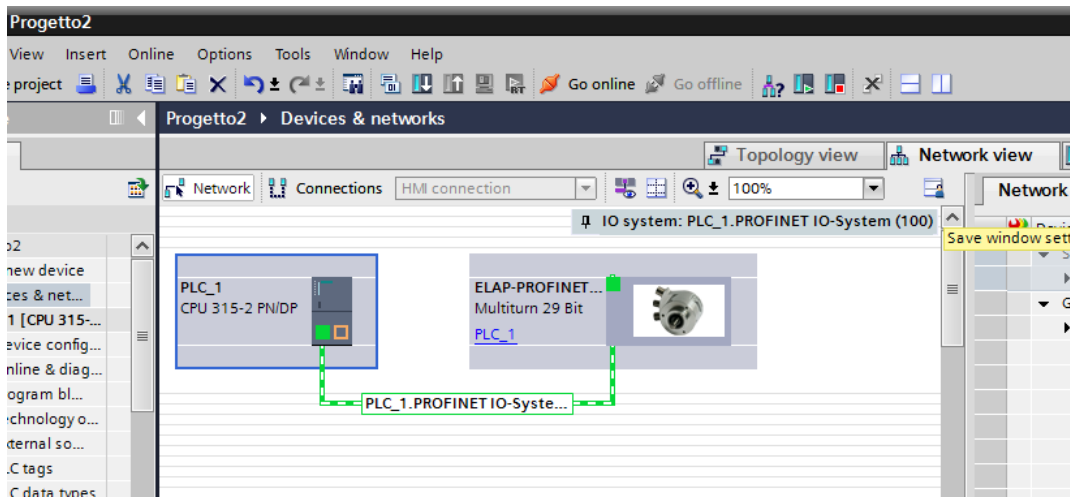 Progetto2
View Insert Online Options Tools Window Help
project Go online Go offline
Progetto2 Devices & networks
Topology view Network view
Network Connections HMI connection 100% Network
IO system: PLC_1.PROFINET IO-System (100)
Save window sett
o2
new device
ces & net...
1 [CPU 315-...
evice config...
nline & diag...
ogram bl...
echnology o...
xternal so...
.C tags
C data types
PLC_1
CPU 315-2 PN/DP
ELAP-PROFINET...
Multiturn 29 Bit
PLC_1
PLC_1.PROFINET IO-Syste...